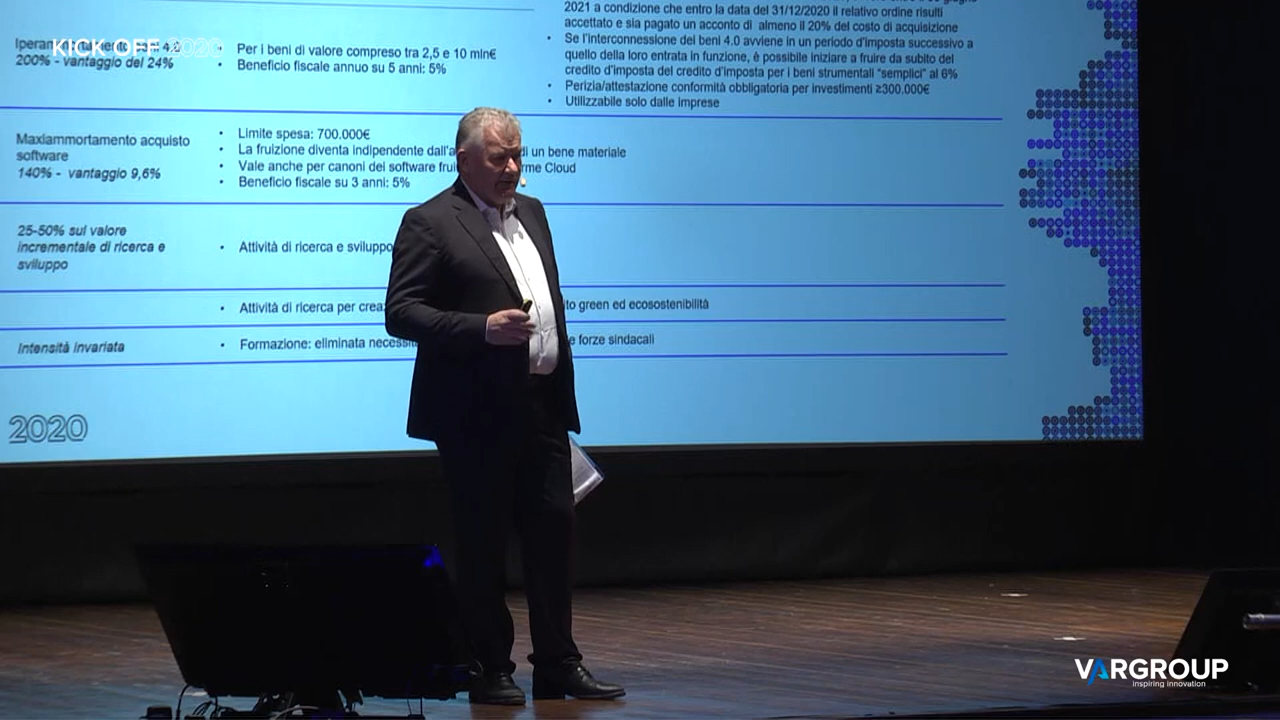 KICK OFF 2020
200% - vantaggio del 24%
Per i beni di valore compreso tra 2,5 e 10 mln€
Beneficio fiscale annuo su 5 anni: 5%
2021 a condizione che entro la data del 31/12/2020 il relativo ordine risulti
accettato e sia pagato un acconto di almeno il 20% del costo di acquisizione
Se l'interconnessione dei beni 4.0 avviene in un periodo d'imposta successivo a
quello della loro entrata in funzione, è possibile iniziare a fruire da subito del
credito d'imposta del credito d'imposta per i beni strumentali "semplici" al 6%
Perizia/attestazione conformità obbligatoria per investimenti ≥300.000€
Utilizzabile solo dalle imprese
Maxiammortamento acquisto
software
140% - vantaggio 9,6%
Limite spesa: 700.000€
La fruizione diventa indipendente dall'a di un bene materiale
Vale anche per canoni dei software frui rme Cloud
Beneficio fiscale su 3 anni: 5%
25-50% sul valore
incrementale di ricerca e
sviluppo
Attività di ricerca e sviluppo
Attività di ricerca per crea ito green ed ecosostenibilità
Intensità invariata
Formazione: eliminata necessit e forze sindacali
2020
VARGROUP
inspiring innovation